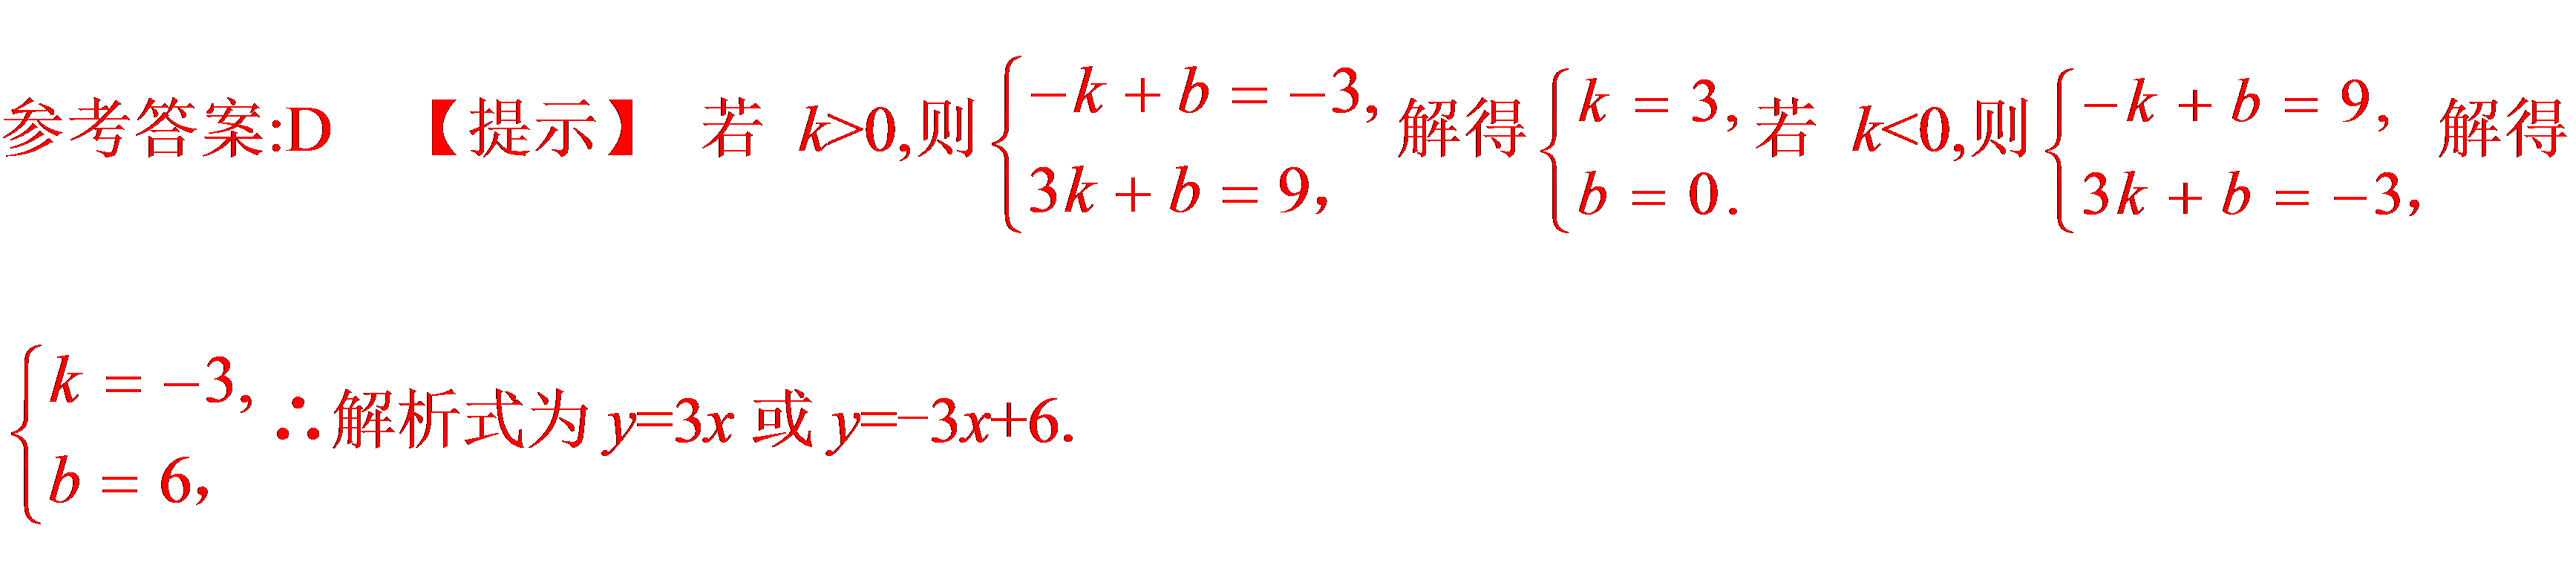 参考答案:D 【提示】 若 k>0,则{-k+b=-3, 3k+b=9, 解得{k=3, b=0. 若 k<0,则{-k+b=9, 3k+b=-3, 解得
{k=-3, b=6, ∴解析式为 y=3x 或 y=-3x+6.